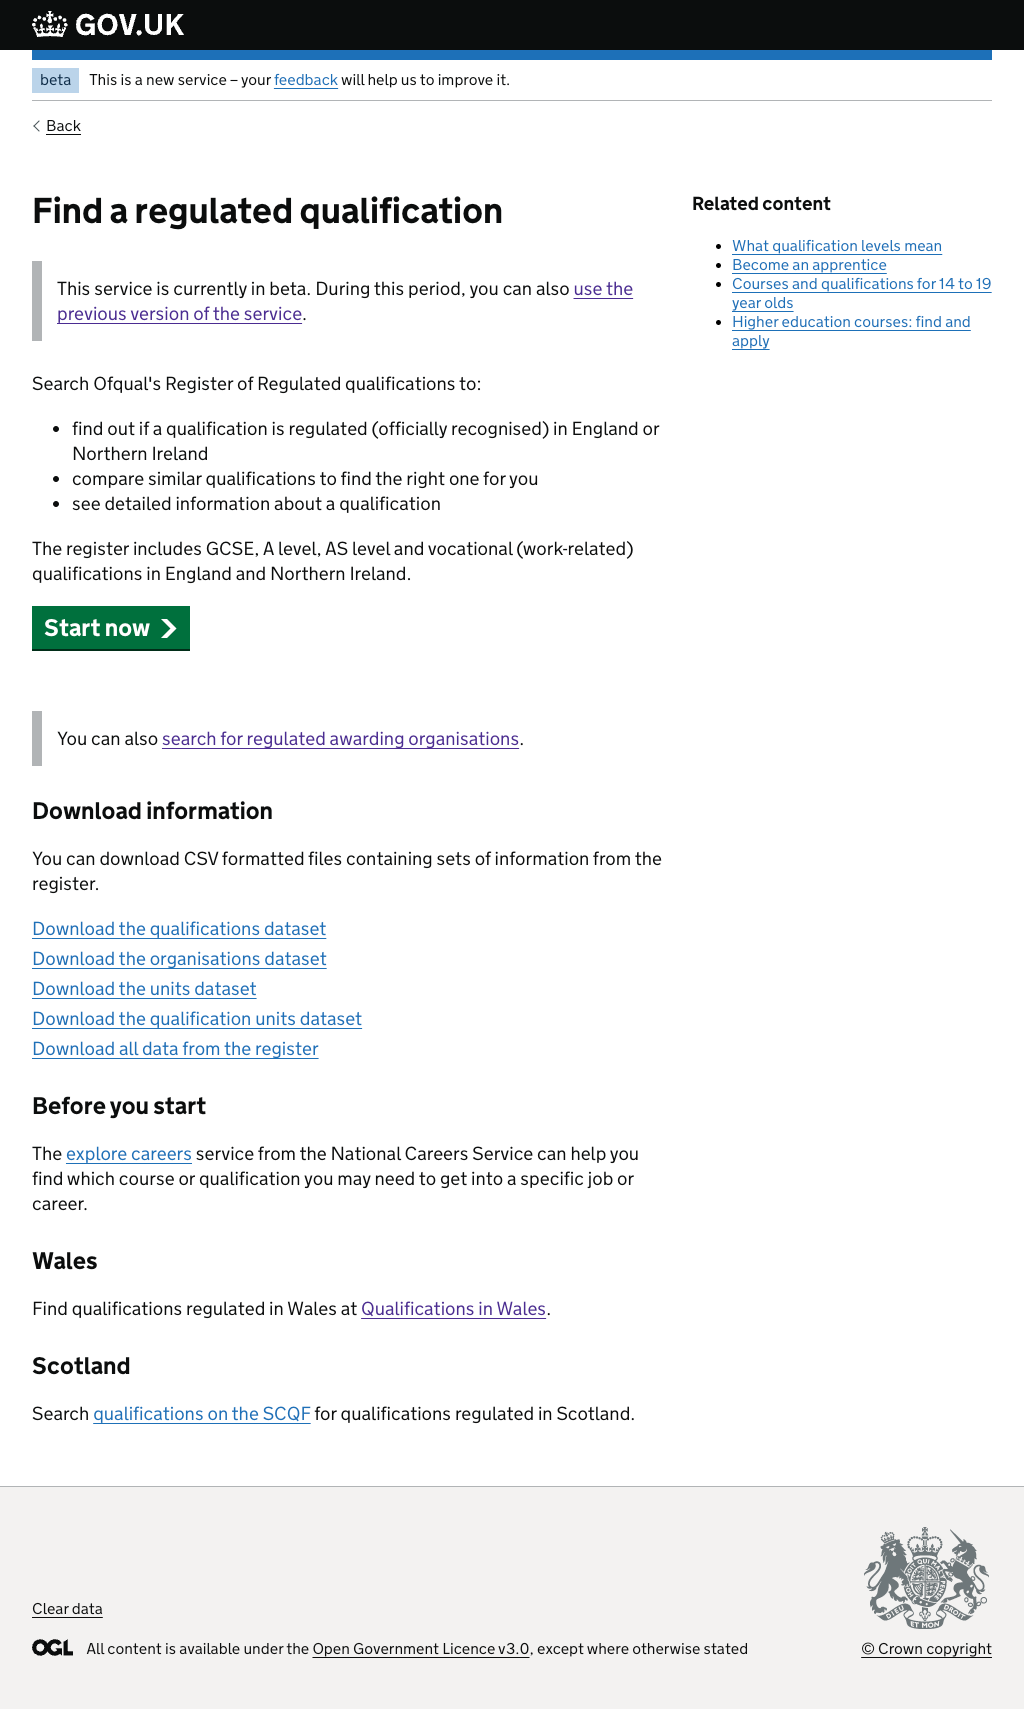 GOV.UK
beta This is a new service – your feedback will help us to improve it.
Back
Find a regulated qualification
This service is currently in beta. During this period, you can also use the
previous version of the service.
Search Ofqual's Register of Regulated qualifications to:
find out if a qualification is regulated (officially recognised) in England or
Northern Ireland
compare similar qualifications to find the right one for you
see detailed information about a qualification
The register includes GCSE, A level, AS level and vocational (work-related)
qualifications in England and Northern Ireland.
Start now
You can also search for regulated awarding organisations.
Download information
You can download CSV formatted files containing sets of information from the
register.
Download the qualifications dataset
Download the organisations dataset
Download the units dataset
Download the qualification units dataset
Download all data from the register
Before you start
The explore careers service from the National Careers Service can help you
find which course or qualification you may need to get into a specific job or
career.
Wales
Find qualifications regulated in Wales at Qualifications in Wales.
Scotland
Search qualifications on the SCQF for qualifications regulated in Scotland.
Related content
What qualification levels mean
Become an apprentice
Courses and qualifications for 14 to 19
year olds
Higher education courses: find and
apply
Clear data
OGL All content is available under the Open Government Licence v3.0, except where otherwise stated
DIEU ET MON DROIT
© Crown copyright